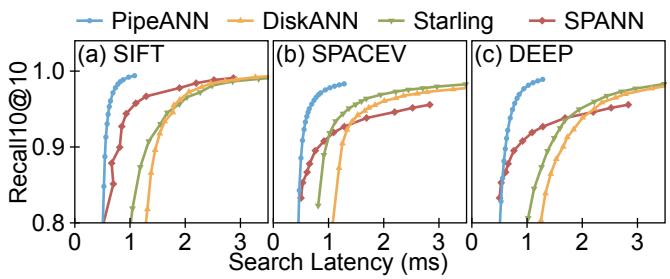 PipeANN DiskANN Starling SPANN
(a) SIFT (b) SPACEV (c) DEEP
1.0
0.9
0.8
Recall10@10
0 1 2 3 0 1 2 3 0 1 2 3
Search Latency (ms)